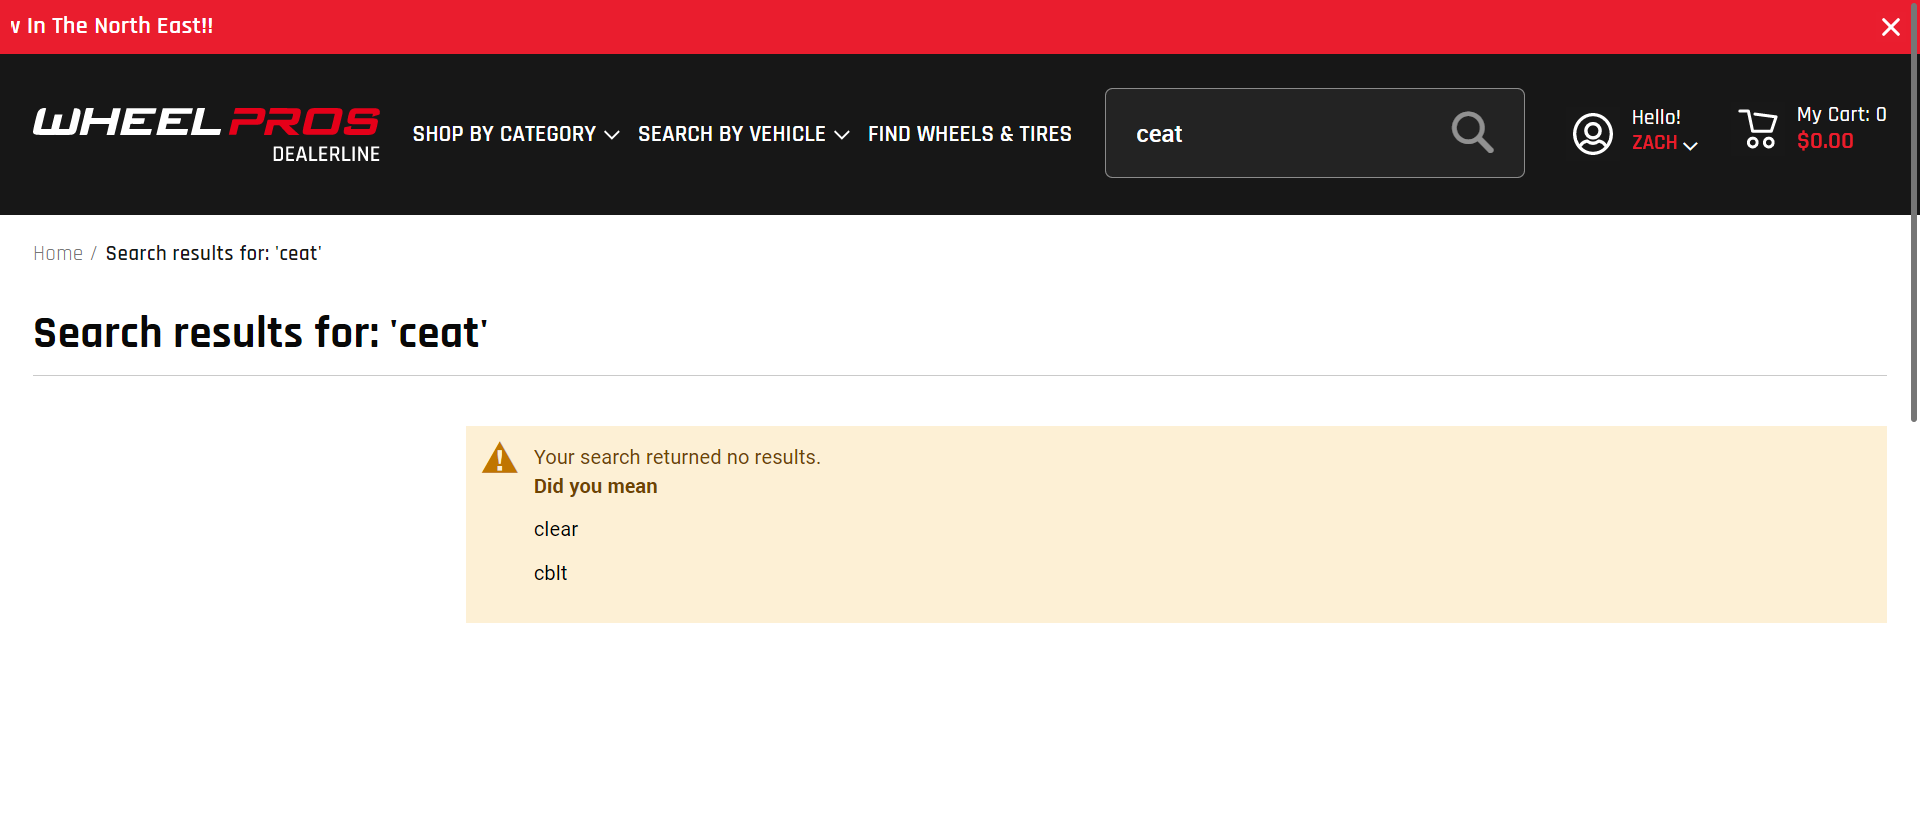 In The North East!!
WHEEL PROS
DEALERLINE
SHOP BY CATEGORY
SEARCH BY VEHICLE
FIND WHEELS & TIRES
ceat
Hello!
ZACH
My Cart: 0
$0.00
Home / Search results for: 'ceat'
Search results for: 'ceat'
Your search returned no results.
Did you mean
clear
cblt